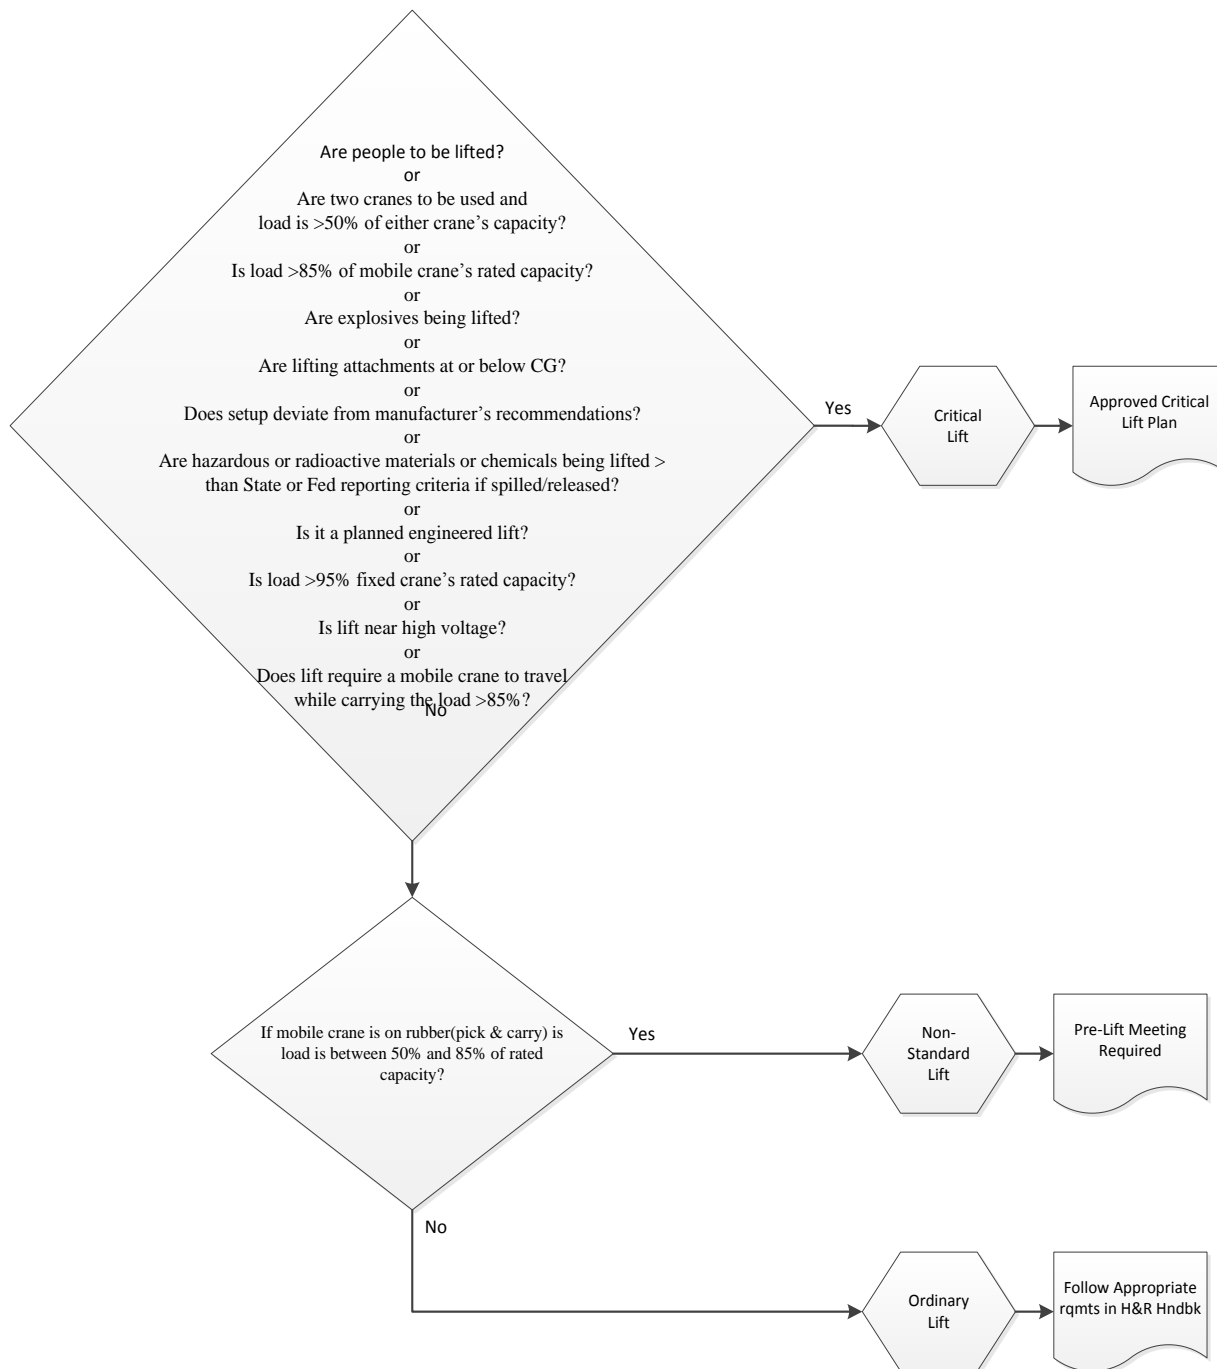 Are people to be lifted?
or
Are two cranes to be used and
load is >50% of either crane’s capacity?
or
Is load >85% of mobile crane’s rated capacity?
or
Are explosives being lifted?
or
Are lifting attachments at or below CG?
or
Does setup deviate from manufacturer’s recommendations?
or
Are hazardous or radioactive materials or chemicals being lifted >
than State or Fed reporting criteria if spilled/released?
or
Is it a planned engineered lift?
or
Is load >95% fixed crane’s rated capacity?
or
Is lift near high voltage?
or
Does lift require a mobile crane to travel
while carrying the load >85%?
No
Yes
Critical
Lift
Approved Critical
Lift Plan
If mobile crane is on rubber(pick & carry) is
load is between 50% and 85% of rated
capacity?
Yes
Non-
Standard
Lift
Pre-Lift Meeting
Required
No
Ordinary
Lift
Follow Appropriate
rqmts in H&R Hndbk